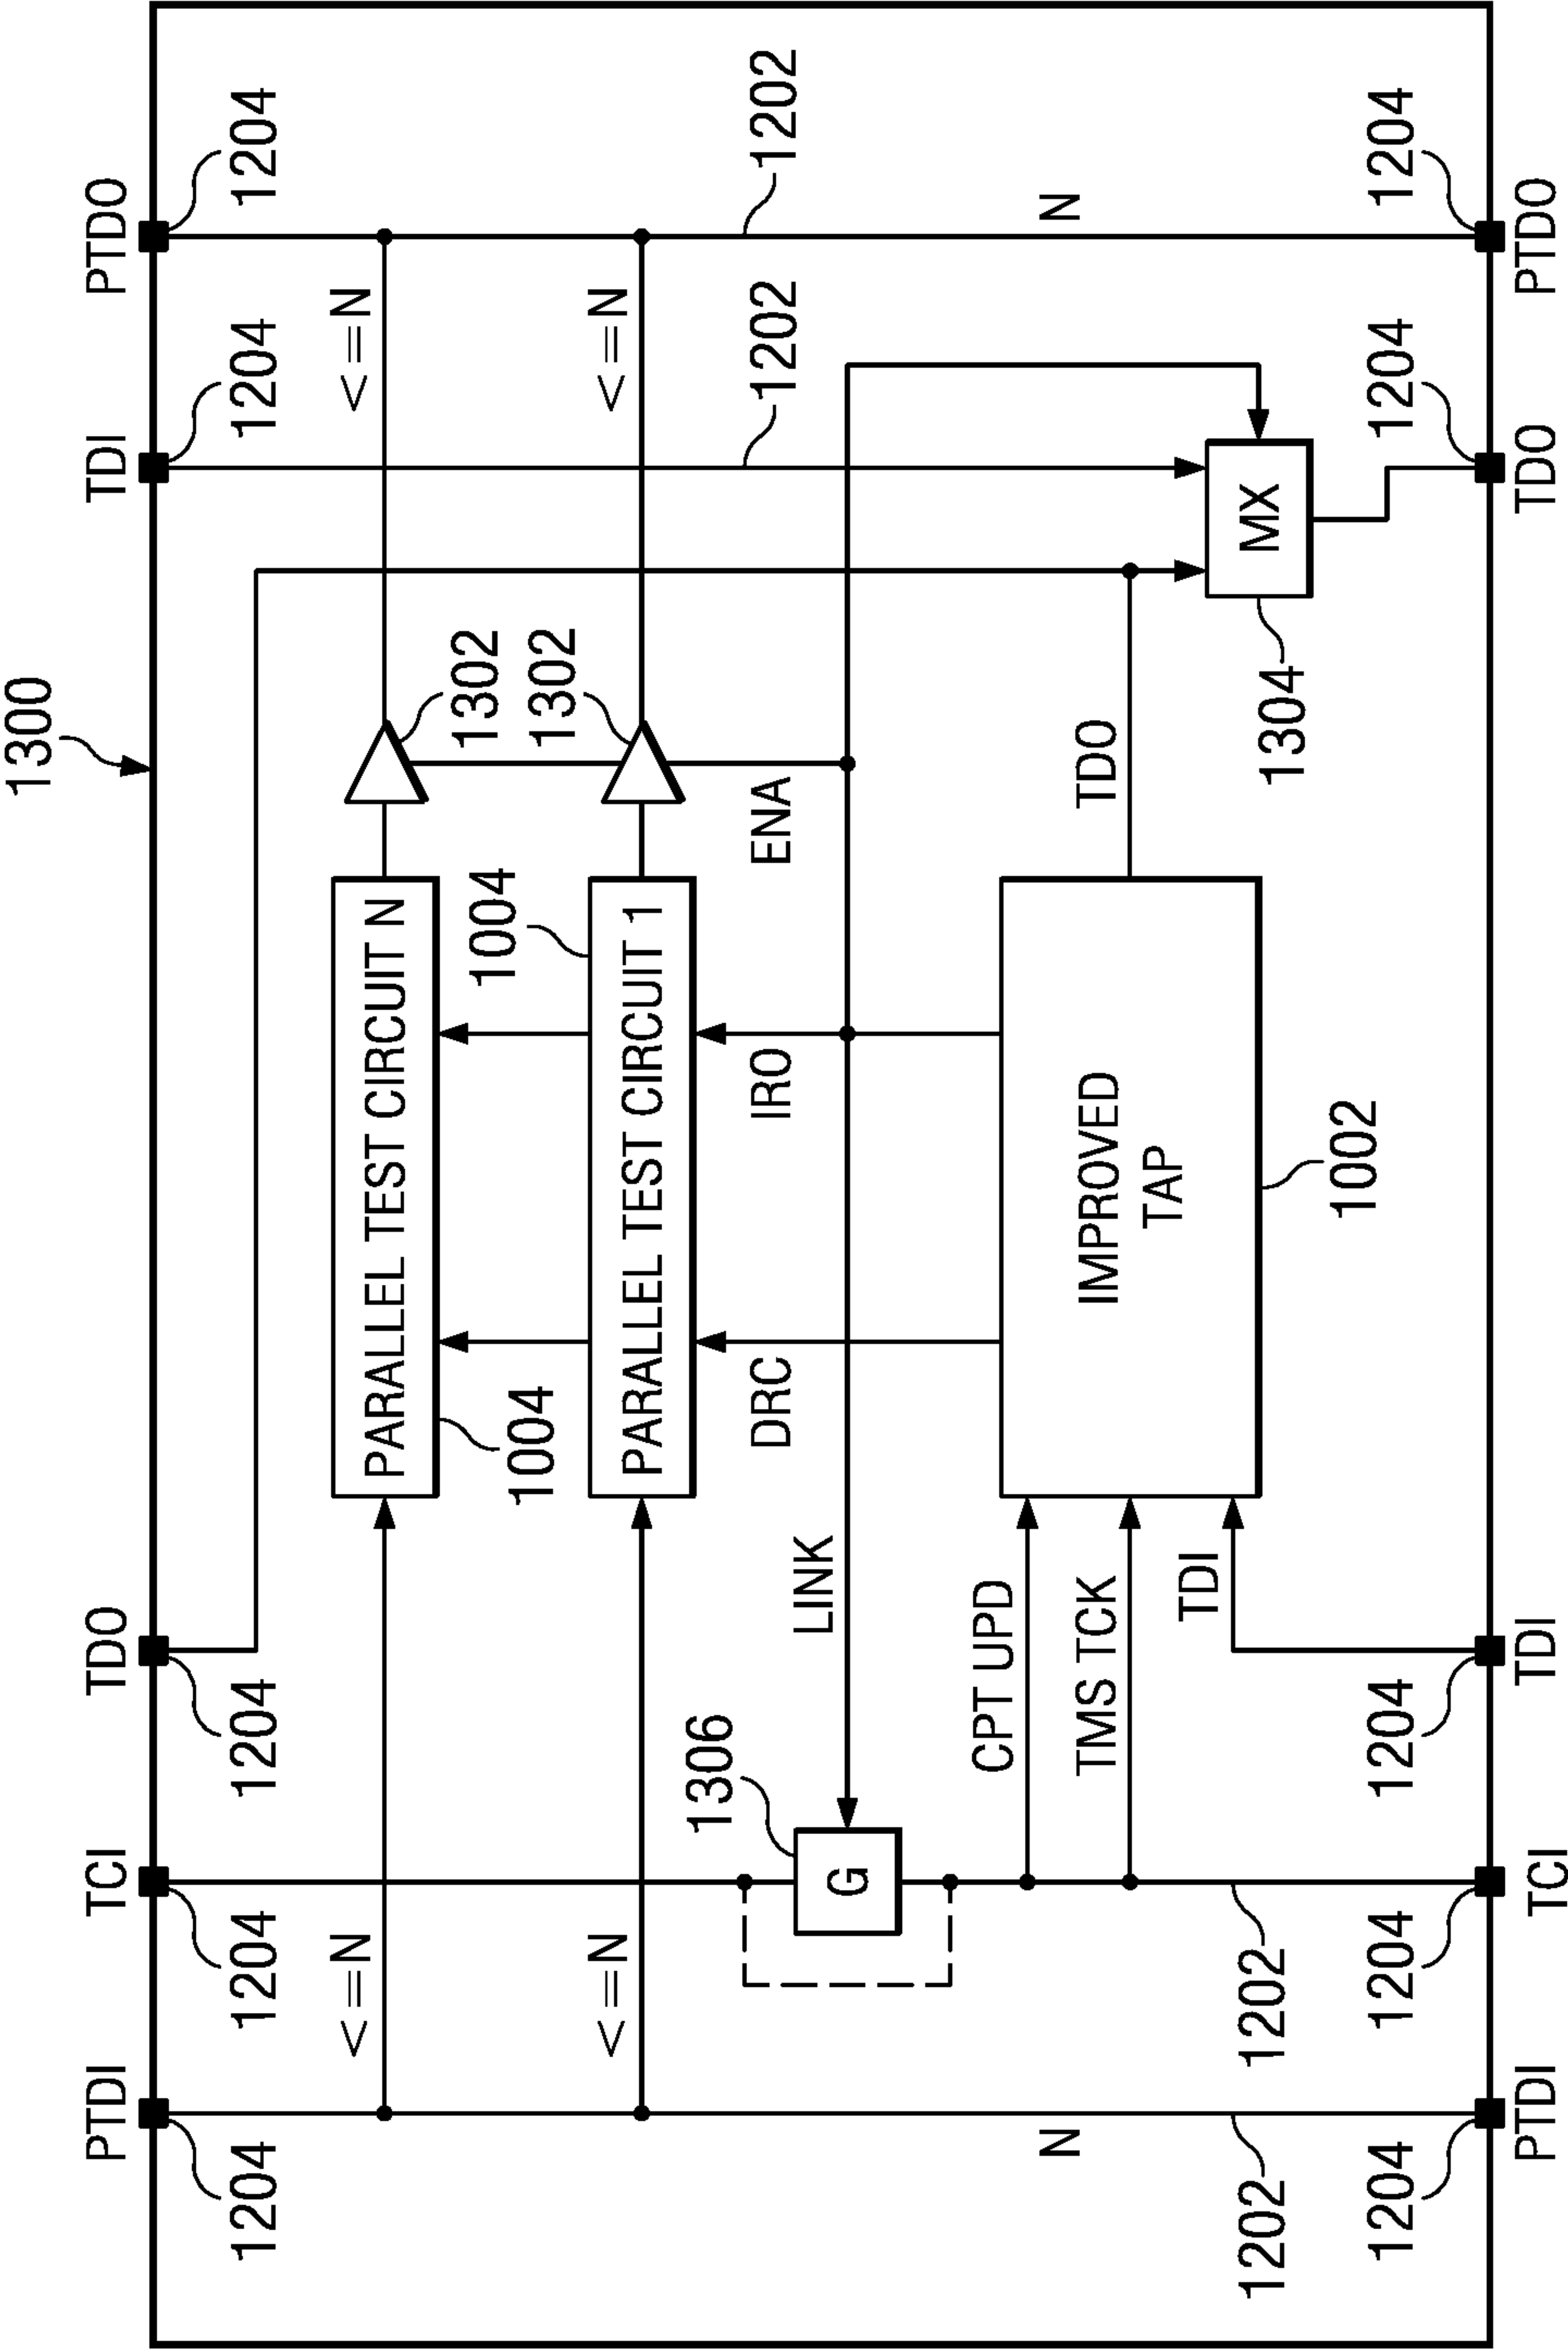 1300
PTDI
TCI
TDO
TDI
PTDO
1204
1204
1204
1204
1204
<=N
<=N
PARALLEL TEST CIRCUIT N
1004
1302
1004
1302
<=N
<=N
PARALLEL TEST CIRCUIT 1
1306
DRC
IRO
ENA
1202
1202
LINK
G
CPT UPD
N
N
TMS TCK
IMPROVED
TAP
TDO
TDI
1202
1202
MX
1304
1002
1204
1204
1204
1204
1204
PTDI
TCI
TDI
TDO
PTDO